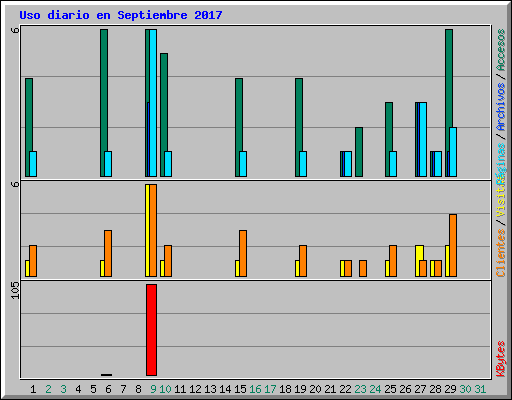 Uso diario en Septiembre 2017
6
6
105
Accesos / Archivos / Páginas
Visitas / Clientes
KBytes
1 2 3 4 5 6 7 8 9 10 11 12 13 14 15 16 17 18 19 20 21 22 23 24 25 26 27 28 29 30 31